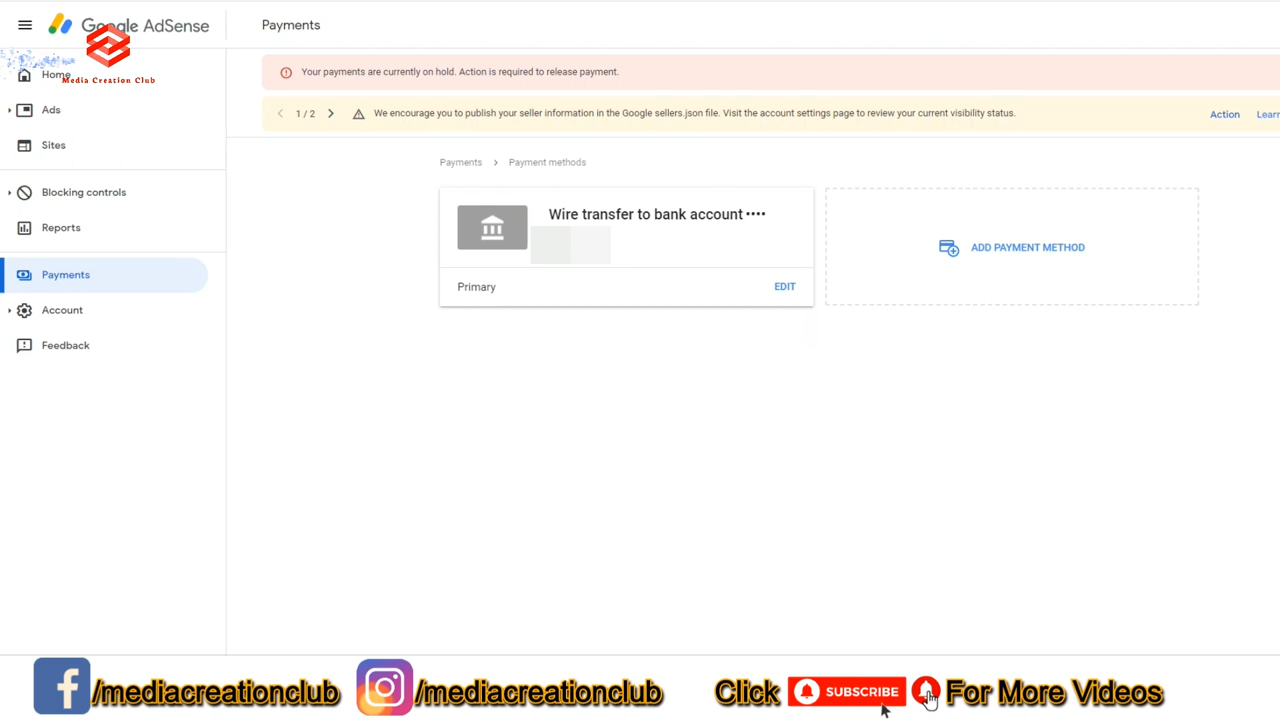 Google AdSense
Payments
Media Creation Club
Your payments are currently on hold. Action is required to release payment.
1 / 2
We encourage you to publish your seller information in the Google sellers.json file. Visit the account settings page to review your current visibility status.
Action
Learn
Home
Ads
Sites
Blocking controls
Reports
Payments
Account
Feedback
Payments > Payment methods
Wire transfer to bank account ••••
Primary
EDIT
ADD PAYMENT METHOD
/mediacreationclub
/mediacreationclub
Click SUBSCRIBE For More Videos